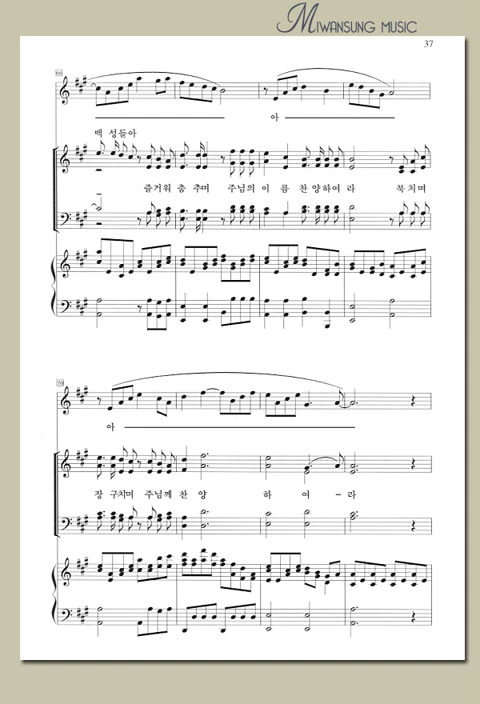 MIWANSUNG MUSIC
37
66
아
백 성들아
즐거워 춤 추며 주님의 이 름 찬 양하여라 북치며
70
아
장 구치며 주님께 찬 양 하 여 - 라